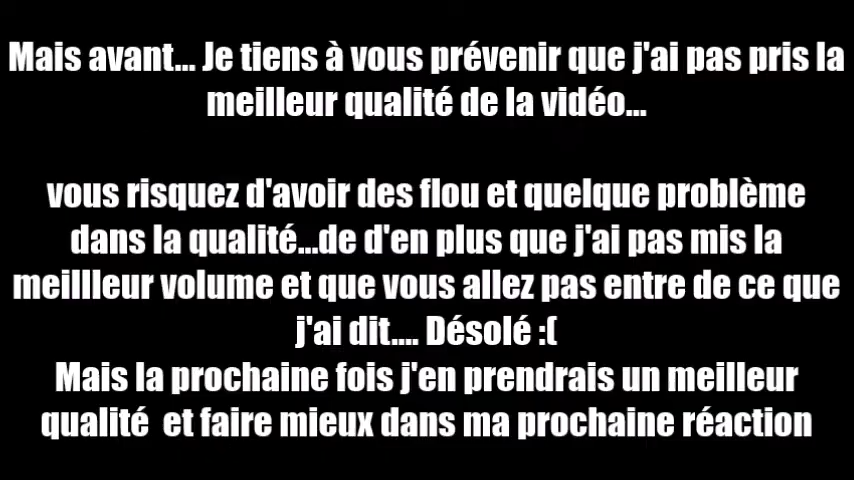 Mais avant... Je tiens à vous prévenir que j'ai pas pris la
meilleur qualité de la vidéo...
vous risquez d'avoir des flou et quelque problème
dans la qualité...de d'en plus que j'ai pas mis la
meillleur volume et que vous allez pas entre de ce que
j'ai dit.... Désolé :(
Mais la prochaine fois j'en prendrais un meilleur
qualité  et faire mieux dans ma prochaine réaction